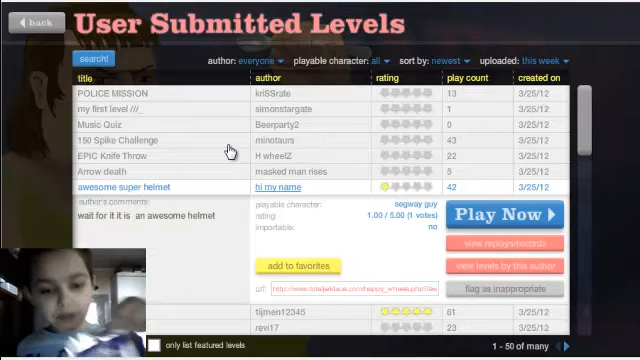 back
User Submitted Levels
search! author: everyone playable character: all sort by: newest uploaded: this week
title author rating play count created on
POLICE MISSION kriSSrate 13 3/25/12
my first level ///_ simonstargate 1 3/25/12
Music Quiz Beerparty2 0 3/25/12
150 Spike Challenge minotaurs 43 3/25/12
EPIC Knife Throw H wheelZ 22 3/25/12
Arrow death masked man rises 5 3/25/12
awesome super helmet hi my name 42 3/25/12
author's comments:
wait for it it is an awesome helmet
playable character: segway guy
rating 1.00 / 5.00 (1 votes)
importable: no
Play Now
view replays/records
add to favorites view levels by this author
url: flag as inappropriate
tijmen12345 61 3/25/12
revi17 23 3/25/12
only list featured levels 1 - 50 of many